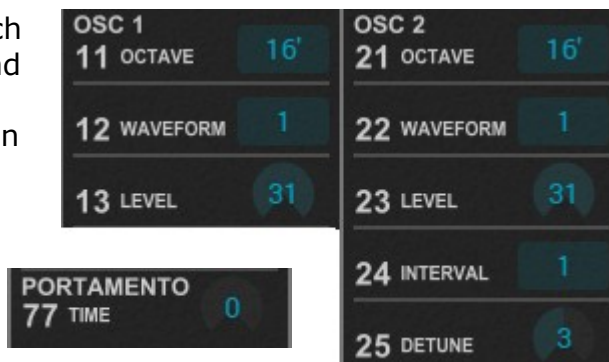 OSC 1
11 OCTAVE 16'
12 WAVEFORM 1
13 LEVEL 31
OSC 2
21 OCTAVE 16'
22 WAVEFORM 1
23 LEVEL 31
24 INTERVAL 1
25 DETUNE 3
PORTAMENTO
77 TIME 0